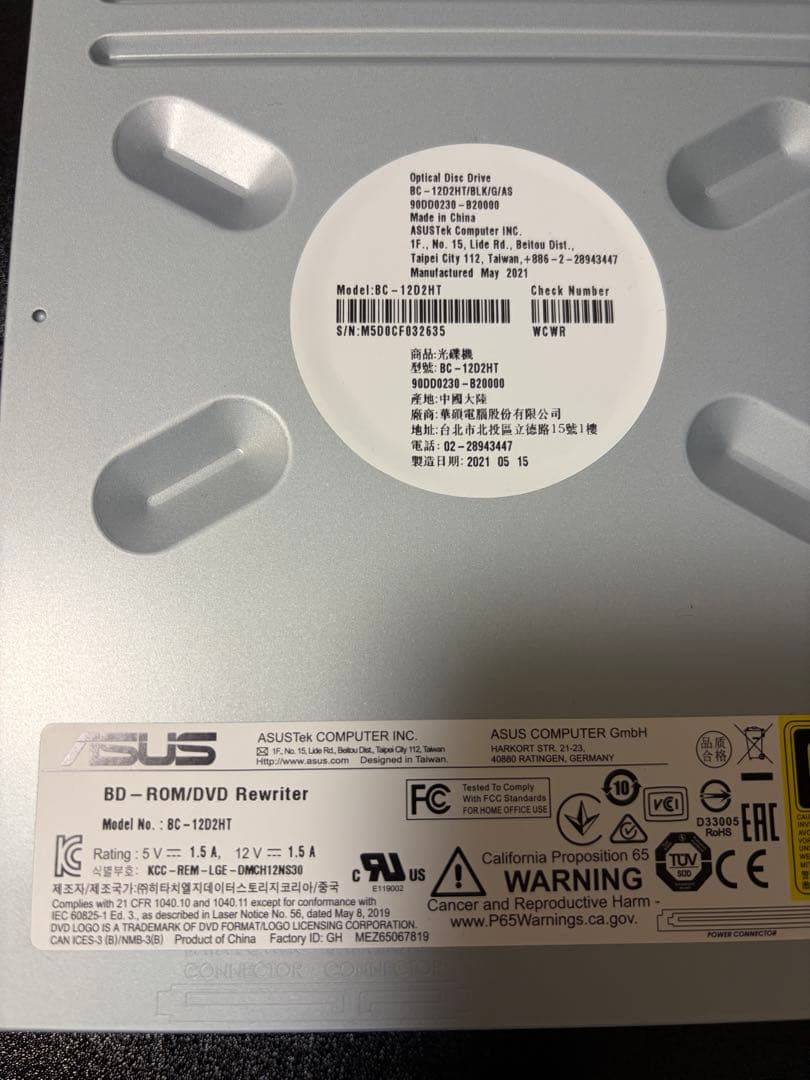 Optical Disc Drive
BC-12D2HT/BLK/G/AS
90DD0230-B20000
Made in China
ASUSTek Computer INC.
1F., No. 15, Lide Rd., Beitou Dist.,
Taipei City 112, Taiwan,+886-2-28943447
Manufactured May 2021
Model:BC-12D2HT Check Number
S/N:M5D0CF032635 WCWR
商品:光碟機
型號:BC-12D2HT
90DD0230-B20000
產地:中國大陸
廠商:華碩電腦股份有限公司
地址:台北市北投區立德路15號1樓
電話:02-28943447
製造日期:2021 05 15
ASUS
ASUSTek COMPUTER INC.
1F., No. 15, Lide Rd., Beitou Dist., Taipei City 112, Taiwan
Http://www.asus.com Designed in Taiwan.
ASUS COMPUTER GmbH
HARKORT STR. 21-23,
40880 RATINGEN, GERMANY
品质
合格
BD-ROM/DVD Rewriter
Model No. : BC-12D2HT
Rating : 5V 1.5 A, 12 V 1.5 A
식별부호: KCC-REM-LGE-DMCH12NS30
제조자/제조국가:㈜히타치엘지데이터스토리지코리아/중국
Complies with 21 CFR 1040.10 and 1040.11 except for conformance with
IEC 60825-1 Ed. 3., as described in Laser Notice No. 56, dated May 8, 2019
DVD LOGO IS A TRADEMARK OF DVD FORMAT/LOGO LICENSING CORPORATION.
CAN ICES-3 (B)/NMB-3(B) Product of China Factory ID: GH MEZ65067819
FC
Tested To Comply
With FCC Standards
FOR HOME OFFICE USE
10
VCI
D33005
RoHS
EAC
c RU US
E119002
TÜV
SÜD
CE
California Proposition 65
WARNING
Cancer and Reproductive Harm -
www.P65Warnings.ca.gov.
POWER CONNECTOR
CONNECTOR CONNECTOR